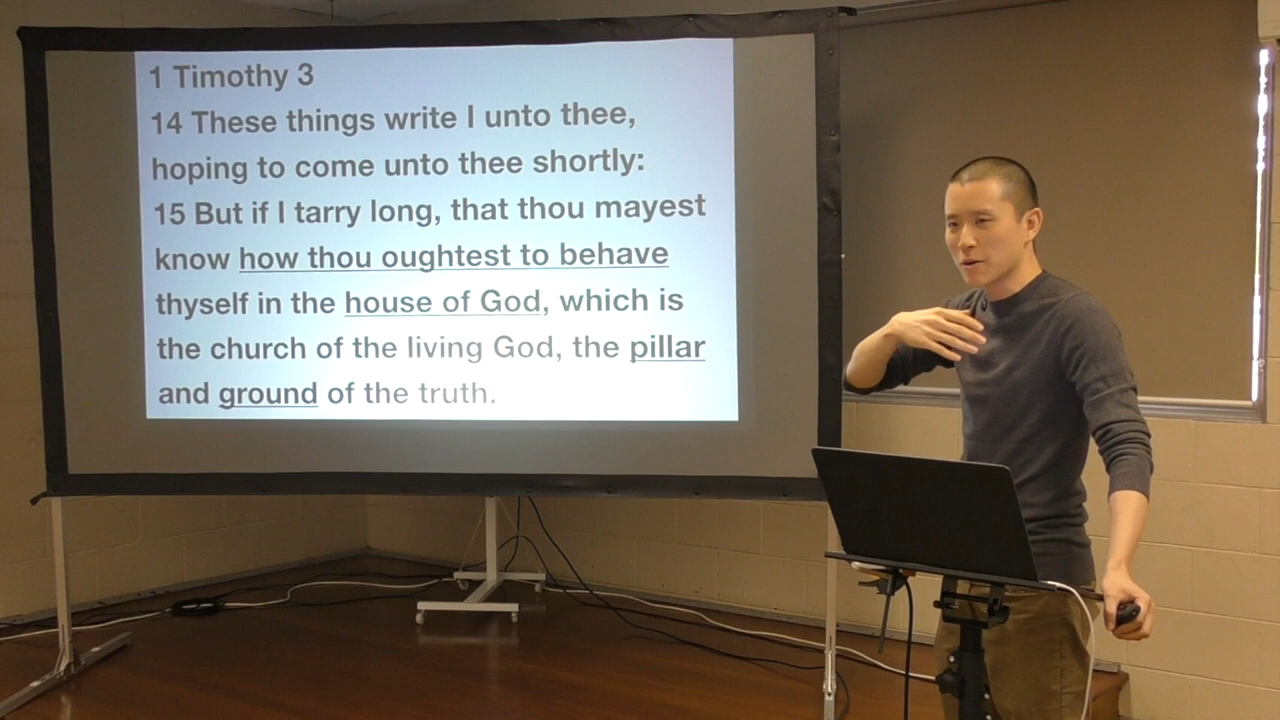 1 Timothy 3
14 These things write I unto thee,
hoping to come unto thee shortly:
15 But if I tarry long, that thou mayest
know how thou oughtest to behave
thyself in the house of God, which is
the church of the living God, the pillar
and ground of the truth.